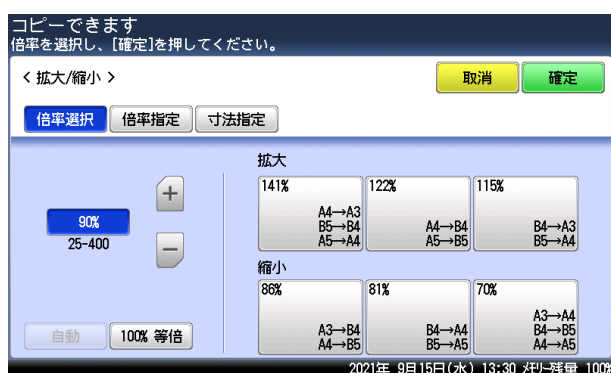 コピーできます
倍率を選択し、[確定]を押してください。
< 拡大/縮小 >
取消
確定
倍率選択
倍率指定
寸法指定
90%
25-400
+
−
自動
100% 等倍
拡大
141%
A4→A3
B5→B4
A5→A4
122%
A4→B4
A5→B5
115%
B4→A3
B5→A4
縮小
86%
A3→B4
A4→B5
81%
B4→A4
B5→A5
70%
A3→A4
B4→B5
A4→A5
2021年 9月15日(水) 13:30 メモリー残量 100%